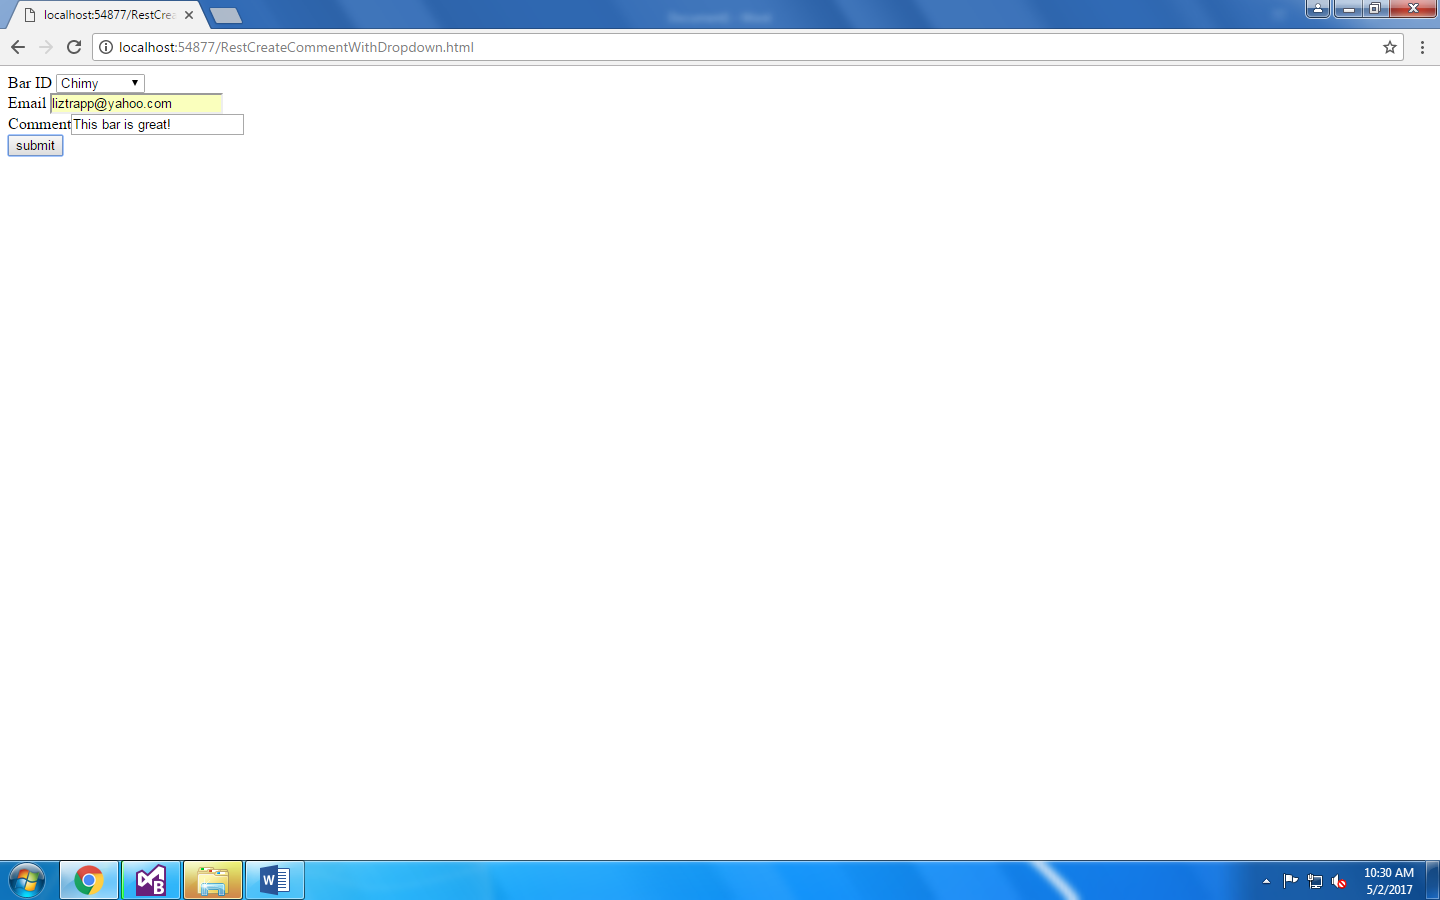 localhost:54877/RestCrea
localhost:54877/RestCreateCommentWithDropdown.html
Bar ID Chimy
Email liztrapp@yahoo.com
Comment This bar is great!
submit
10:30 AM
5/2/2017